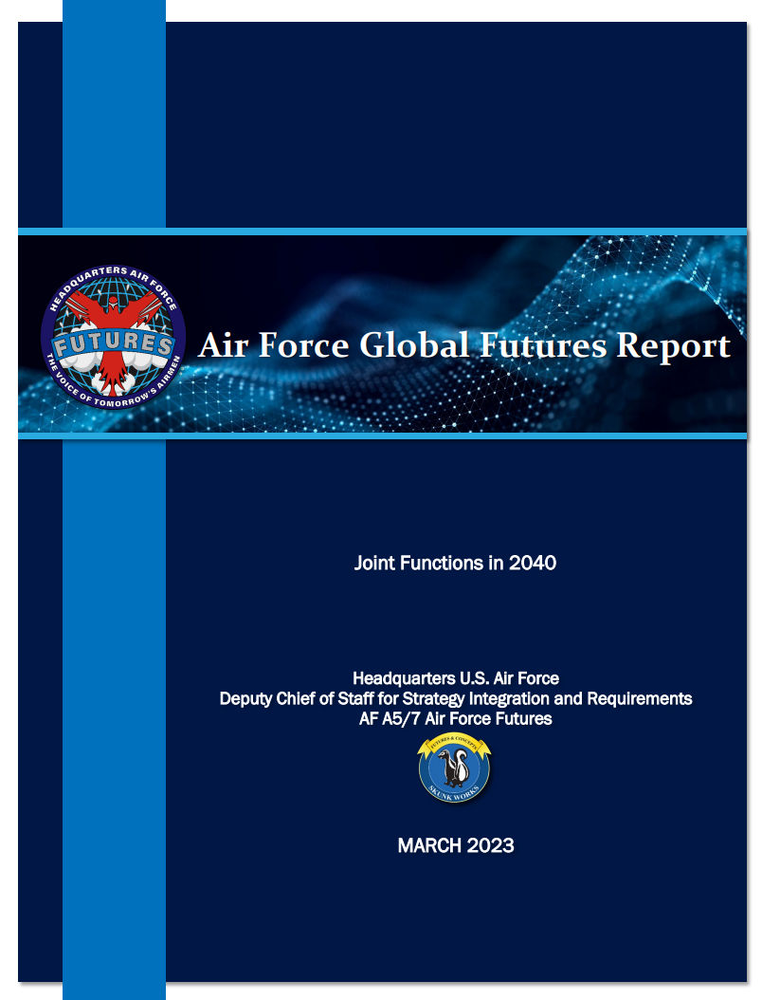 HEADQUARTERS AIR FORCE
FUTURES
THE VOICE OF TOMORROW'S AIRMEN
Air Force Global Futures Report
Joint Functions in 2040
Headquarters U.S. Air Force
Deputy Chief of Staff for Strategy Integration and Requirements
AF A5/7 Air Force Futures
FUTURES & CONCEPTS
SKUNK WORKS
MARCH 2023